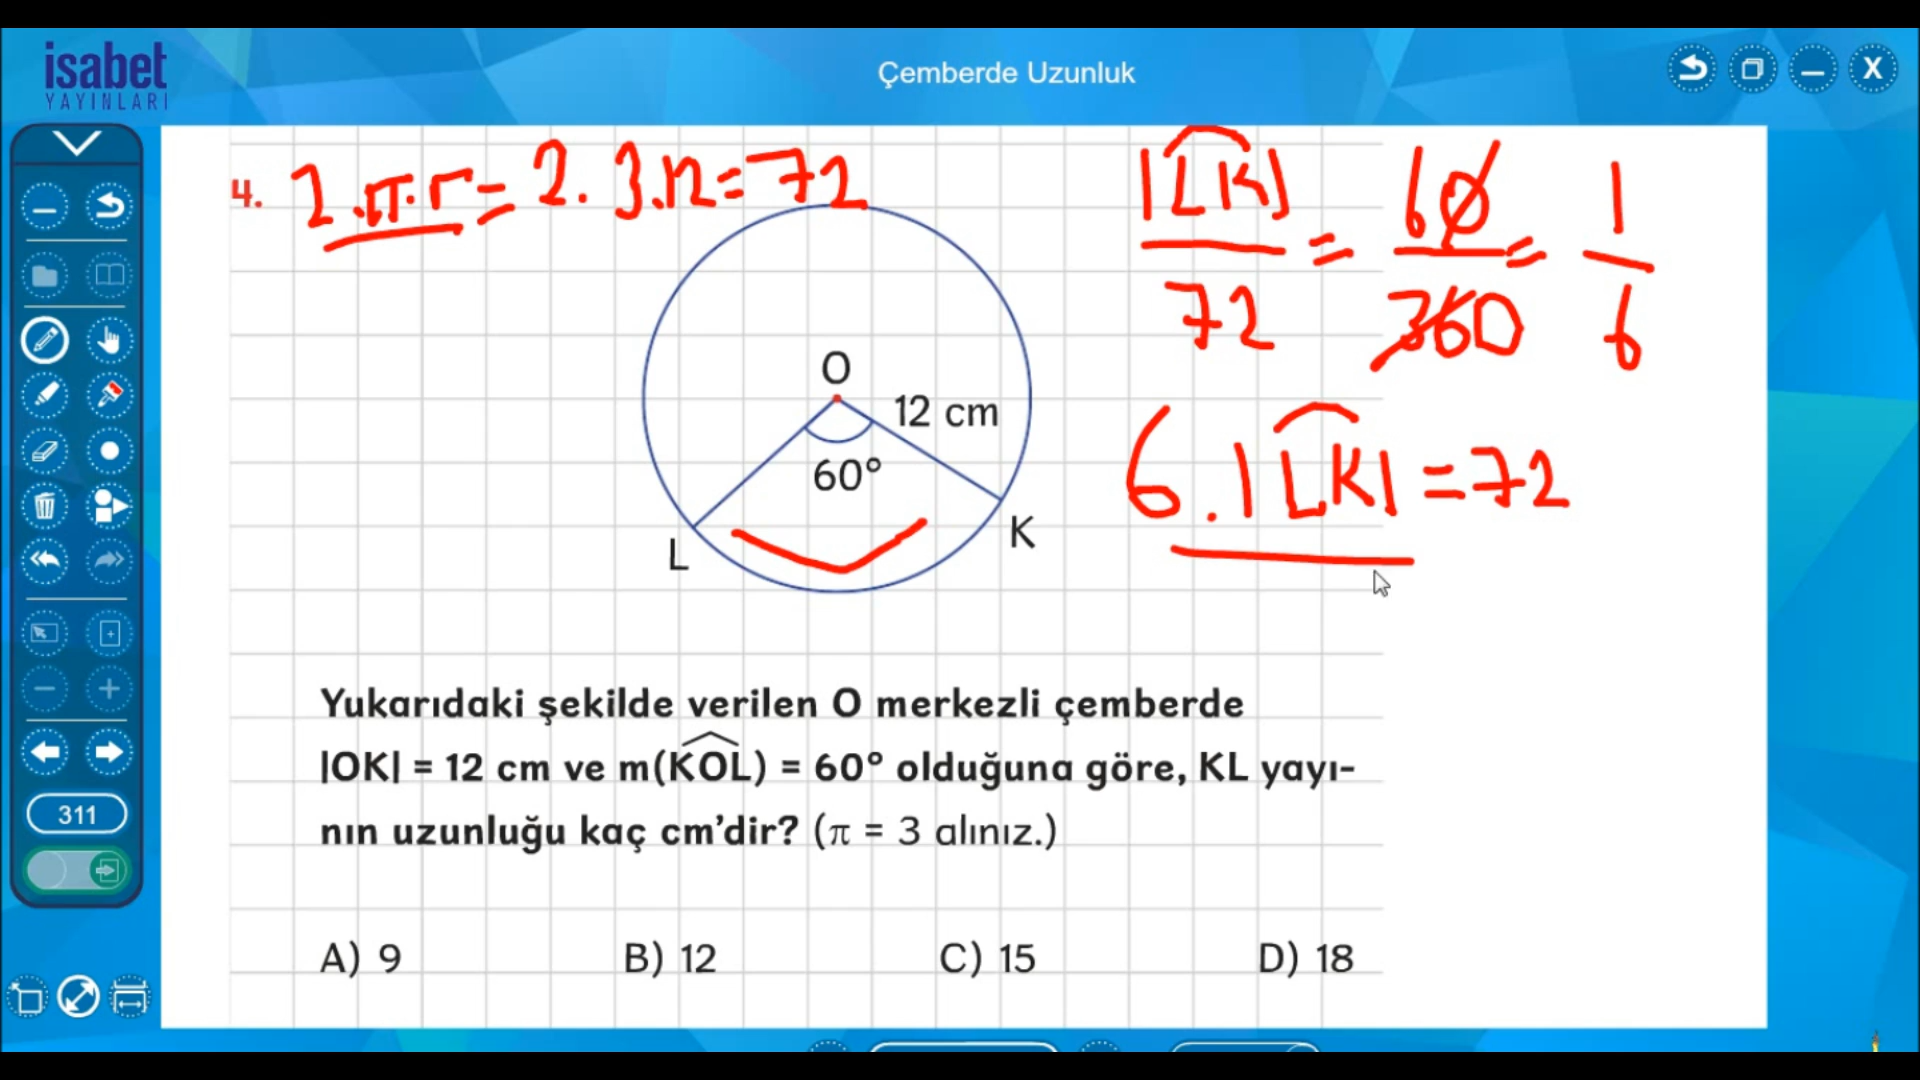 isabet
YAYINLARI
Çemberde Uzunluk
X
4. 2.π.r = 2.3.12=72
|LK| / 72 = 60 / 360 = 1 / 6
6.|LK| = 72
O
12 cm
60°
L
K
Yukarıdaki şekilde verilen O merkezli çemberde
|OK| = 12 cm ve m(KOL) = 60° olduğuna göre, KL yayı-
nın uzunluğu kaç cm'dir? (π = 3 alınız.)
A) 9 B) 12 C) 15 D) 18
311